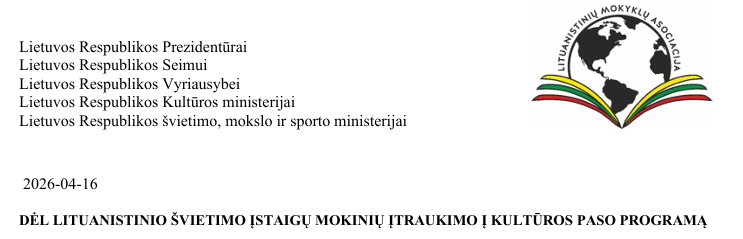 Lietuvos Respublikos Prezidentūrai
Lietuvos Respublikos Seimui
Lietuvos Respublikos Vyriausybei
Lietuvos Respublikos Kultūros ministerijai
Lietuvos Respublikos švietimo, mokslo ir sporto ministerijai
LITUANISTINIŲ MOKYKLŲ ASOCIACIJA
2026-04-16
DĖL LITUANISTINIO ŠVIETIMO ĮSTAIGŲ MOKINIŲ ĮTRAUKIMO Į KULTŪROS PASO PROGRAMĄ